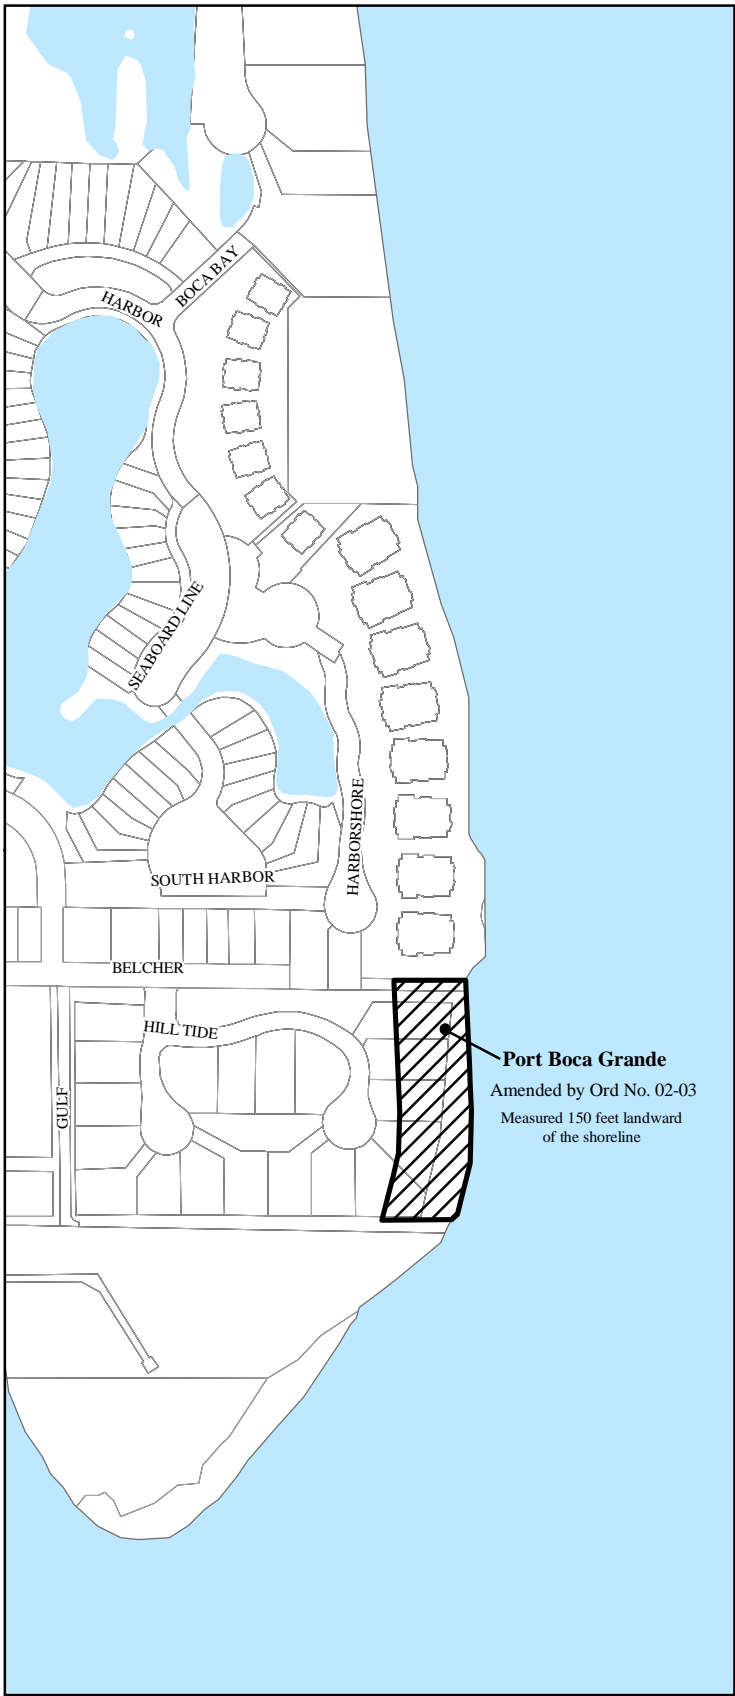 BOCA BAY
HARBOR
SEABOARD LINE
HARBORSHORE
SOUTH HARBOR
BELCHER
HILL TIDE
GULF
Port Boca Grande
Amended by Ord No. 02-03
Measured 150 feet landward
of the shoreline